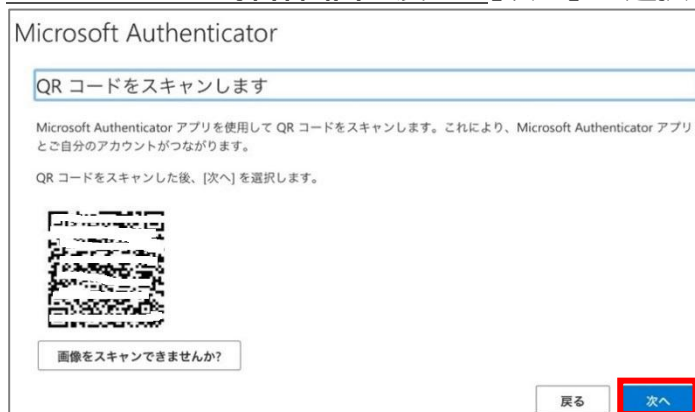 Microsoft Authenticator
QR コードをスキャンします
Microsoft Authenticator アプリを使用して QR コードをスキャンします。これにより、Microsoft Authenticator アプリ
とご自分のアカウントがつながります。
QR コードをスキャンした後、[次へ] を選択します。
画像をスキャンできませんか?
戻る
次へ